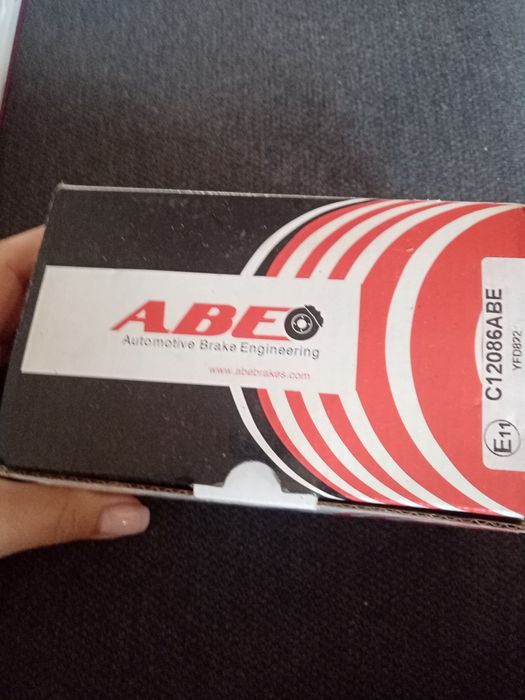 ABE
Automotive Brake Engineering
www.abebrakes.com
C12086ABE
YFD822
E11